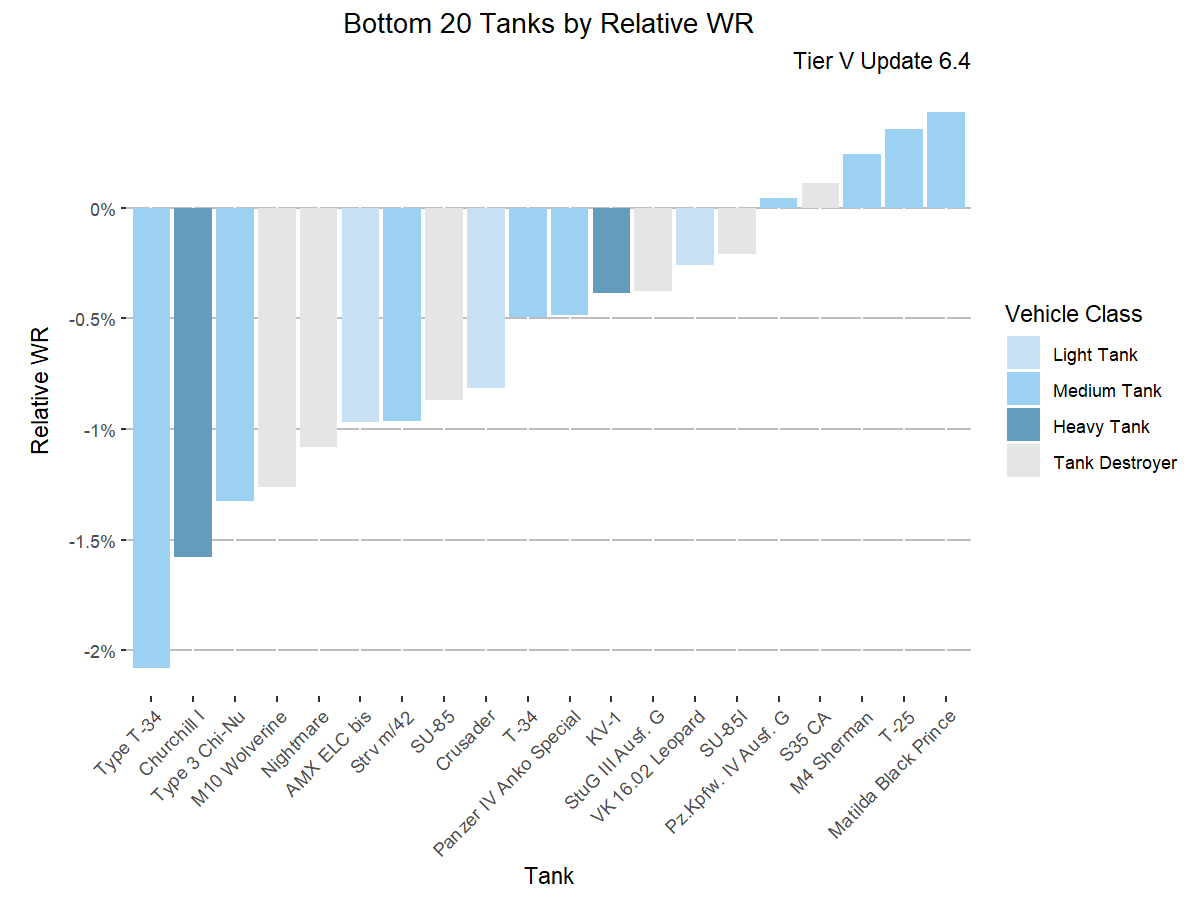 Bottom 20 Tanks by Relative WR
Tier V Update 6.4
Relative WR
0%
-0.5%
-1%
-1.5%
-2%
Type T-34
Churchill I
Type 3 Chi-Nu
M10 Wolverine
Nightmare
AMX ELC bis
Strv m/42
SU-85
Crusader
T-34
Panzer IV Anko Special
KV-1
StuG III Ausf. G
VK 16.02 Leopard
SU-85I
Pz.Kpfw. IV Ausf. G
S35 CA
M4 Sherman
T-25
Matilda Black Prince
Tank
Vehicle Class
Light Tank
Medium Tank
Heavy Tank
Tank Destroyer